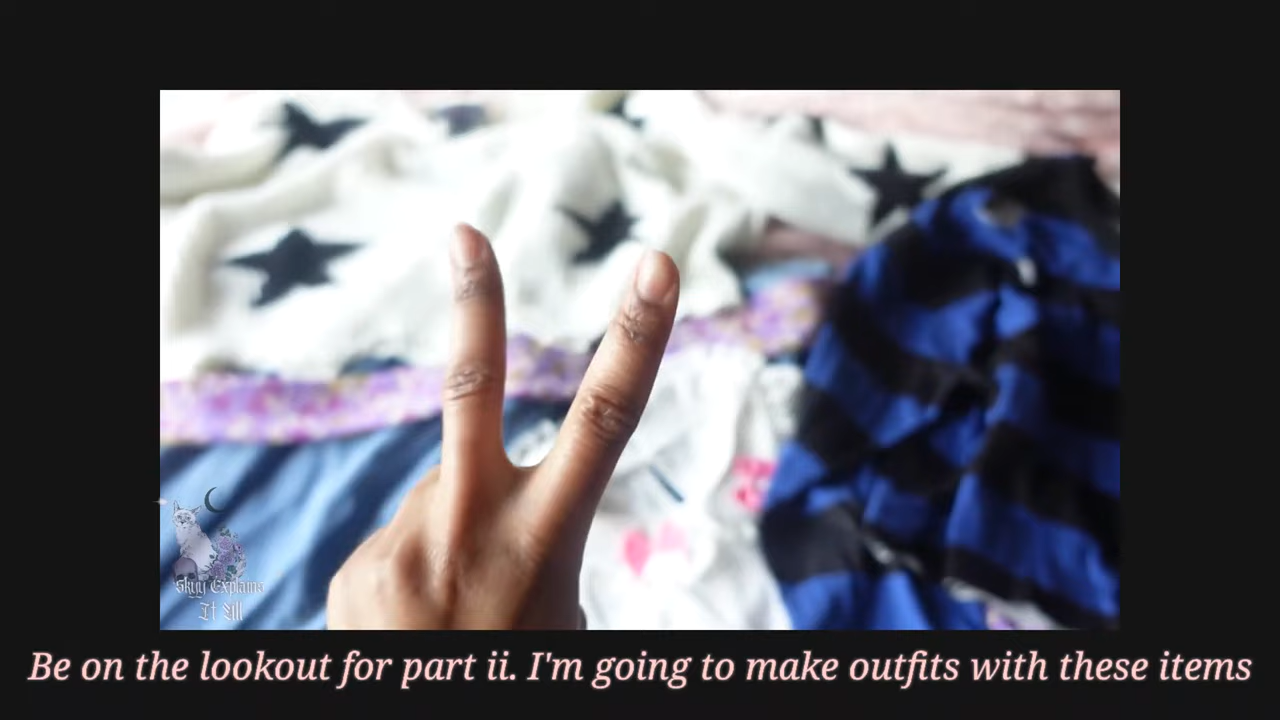 Skyy Explains
It All
Be on the lookout for part ii. I'm going to make outfits with these items